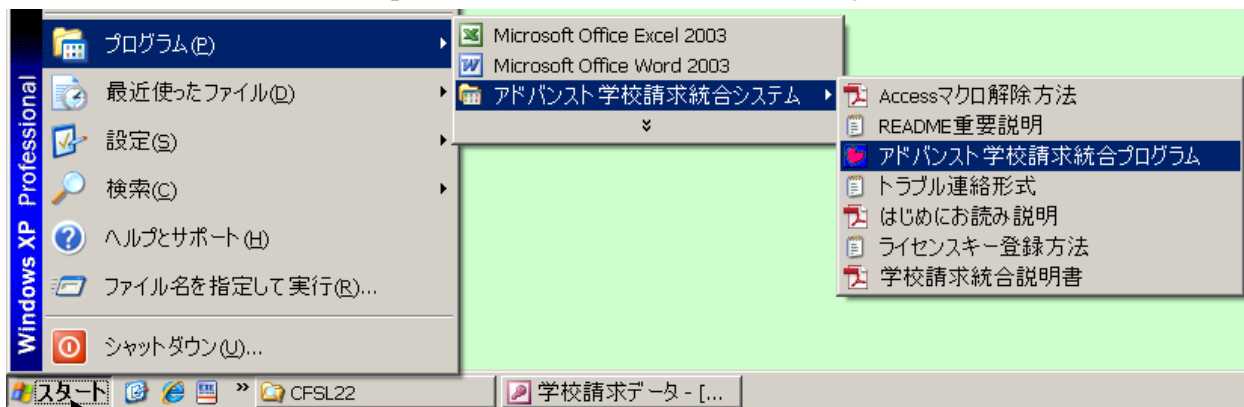 Windows XP Professional
プログラム(P)
最近使ったファイル(D)
設定(S)
検索(C)
ヘルプとサポート(H)
ファイル名を指定して実行(R)...
シャットダウン(U)...
Microsoft Office Excel 2003
Microsoft Office Word 2003
アドバンスト学校請求統合システム
Accessマクロ解除方法
README重要説明
アドバンスト学校請求統合プログラム
トラブル連絡形式
はじめにお読み説明
ライセンスキー登録方法
学校請求統合説明書
スタート
CFSL22
学校請求データ - [...